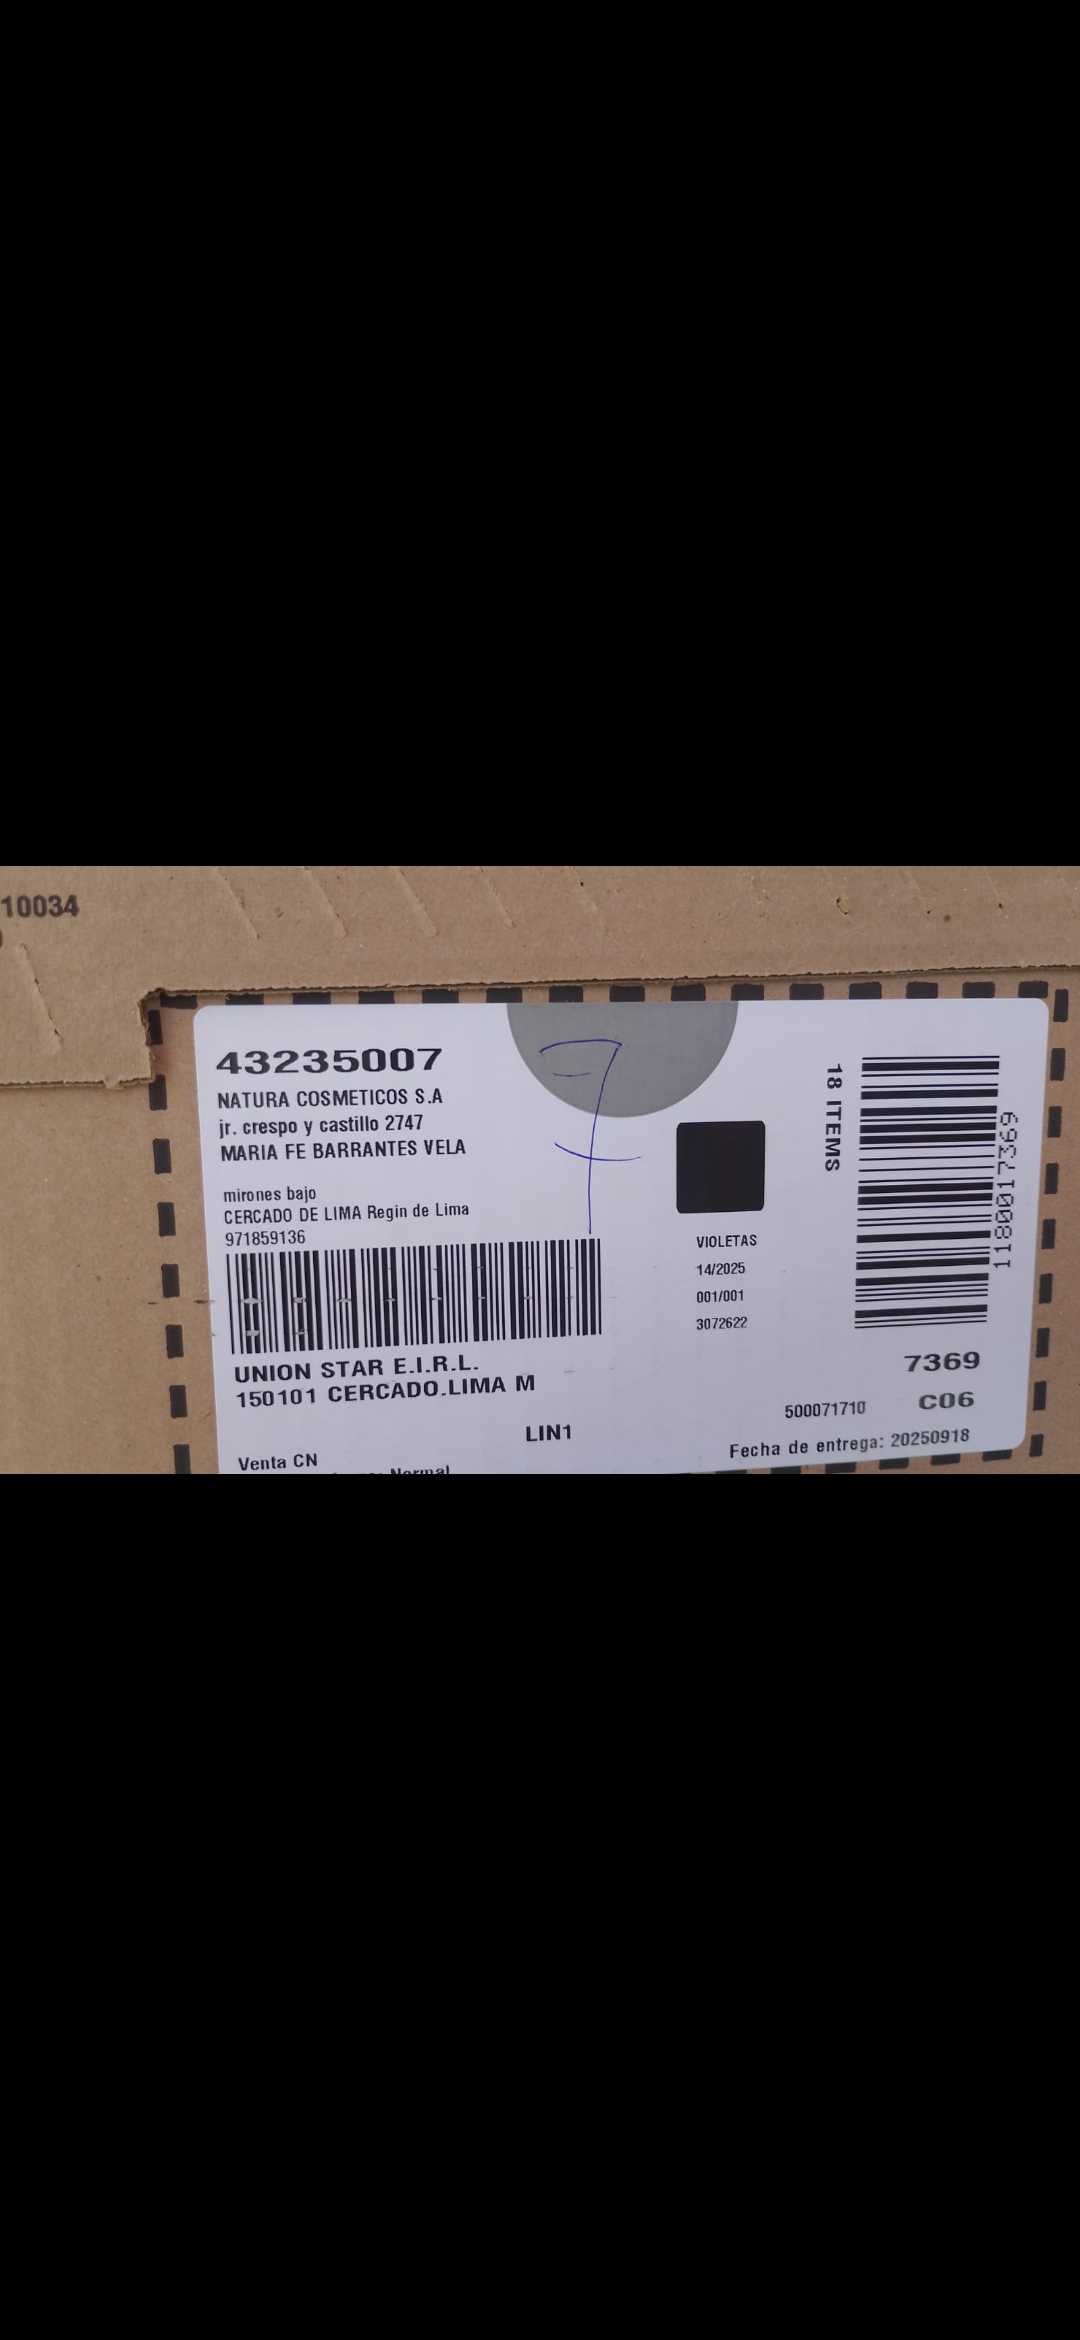 10034
43235007
NATURA COSMETICOS S.A
jr. crespo y castillo 2747
MARIA FE BARRANTES VELA
mirones bajo
CERCADO DE LIMA Regin de Lima
971859136
UNION STAR E.I.R.L.
150101 CERCADO.LIMA M
LIN1
Venta CN
Normal
7
VIOLETAS
14/2025
001/001
3072622
18 ITEMS
1180017369
7369
500071710 C06
Fecha de entrega: 20250918